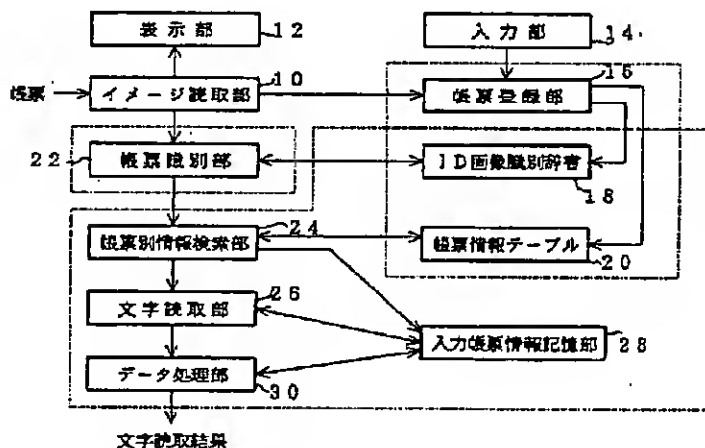 表示部 12
入力部 14
帳票 イメージ読取部 10
帳票登録部 16
22 帳票識別部
ID画像識別辞書 18
帳票別情報検索部 24
帳票情報テーブル 20
文字読取部 26
入力帳票情報記憶部 28
データ処理部 30
文字読取結果